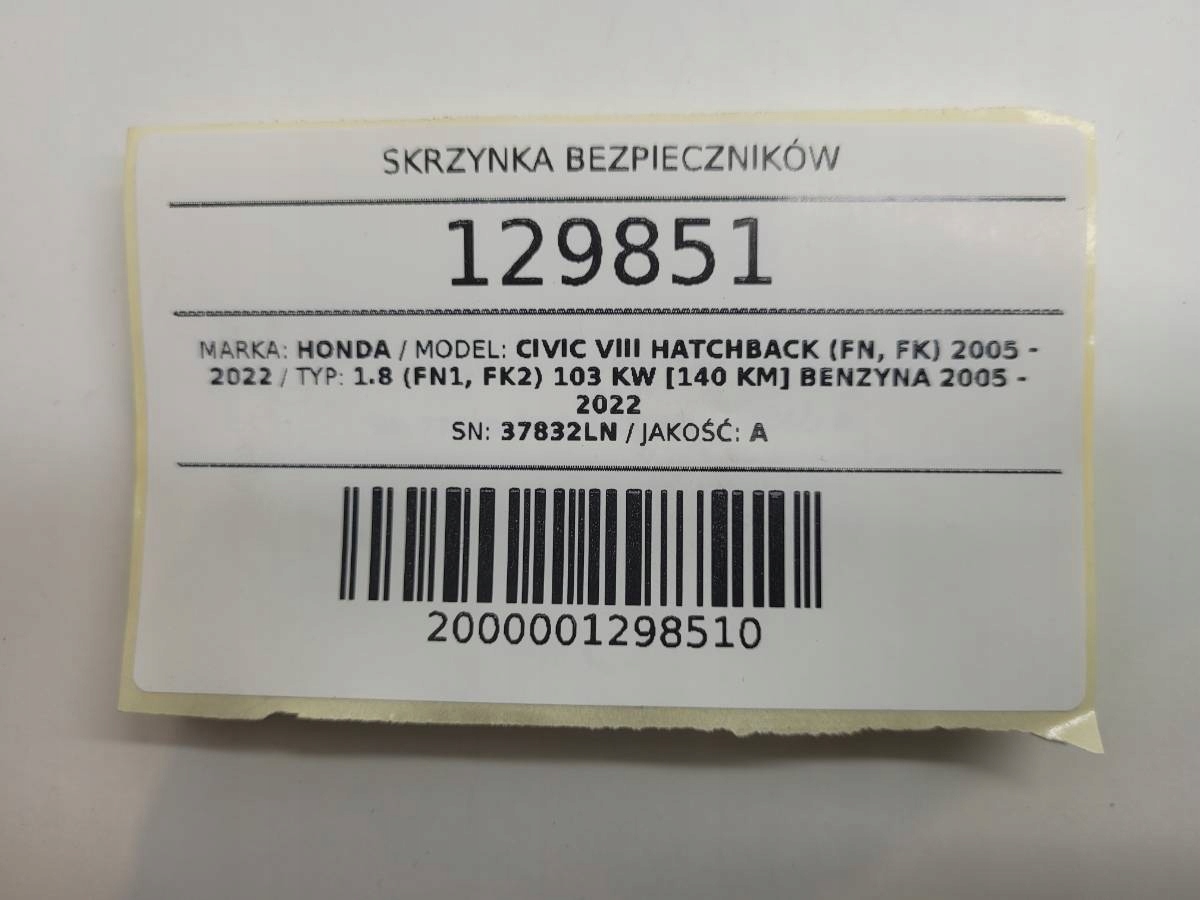 SKRZYNKA BEZPIECZNIKÓW
129851
MARKA: HONDA / MODEL: CIVIC VIII HATCHBACK (FN, FK) 2005 -
2022 / TYP: 1.8 (FN1, FK2) 103 KW [140 KM] BENZYNA 2005 -
2022
SN: 37832LN / JAKOŚĆ: A
2000001298510